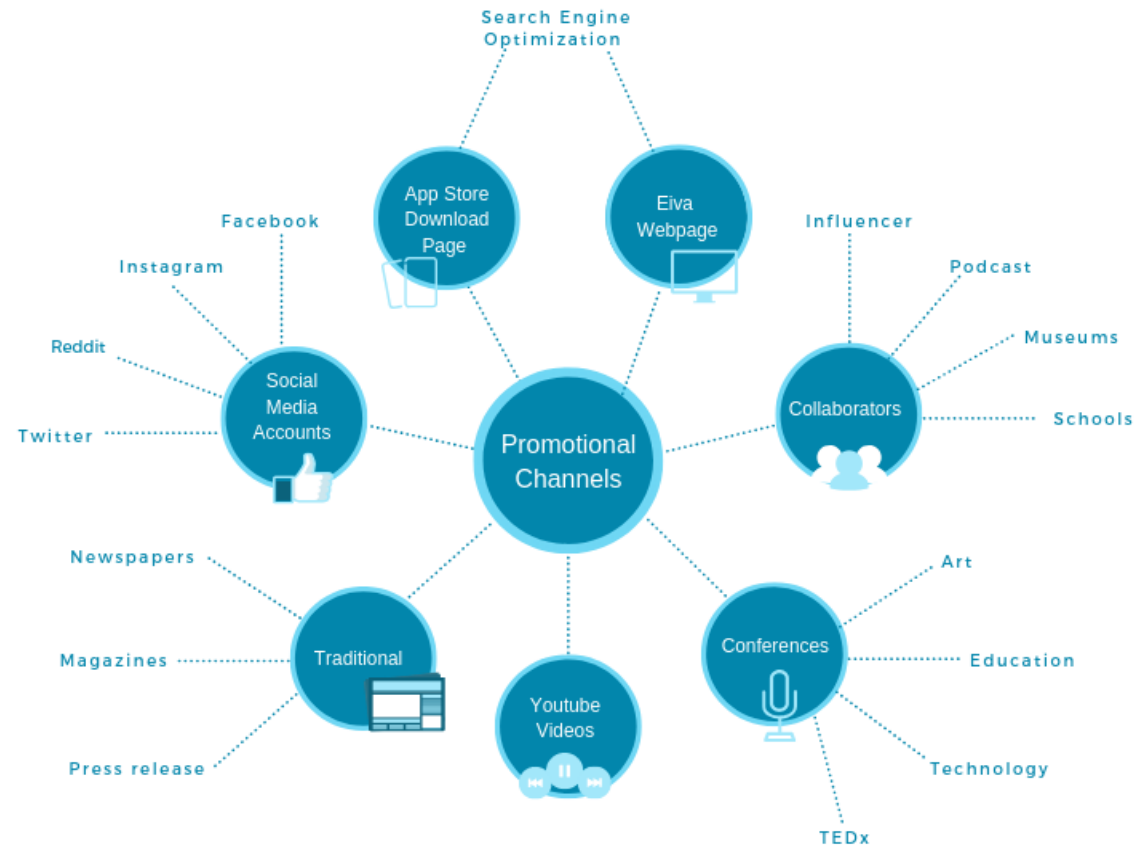 Search Engine
Optimization
App Store
Download
Page
Eiva
Webpage
Facebook
Instagram
Reddit
Twitter
Social
Media
Accounts
Influencer
Podcast
Museums
Schools
Collaborators
Promotional
Channels
Newspapers
Magazines
Press release
Traditional
Youtube
Videos
Conferences
Art
Education
Technology
TEDx